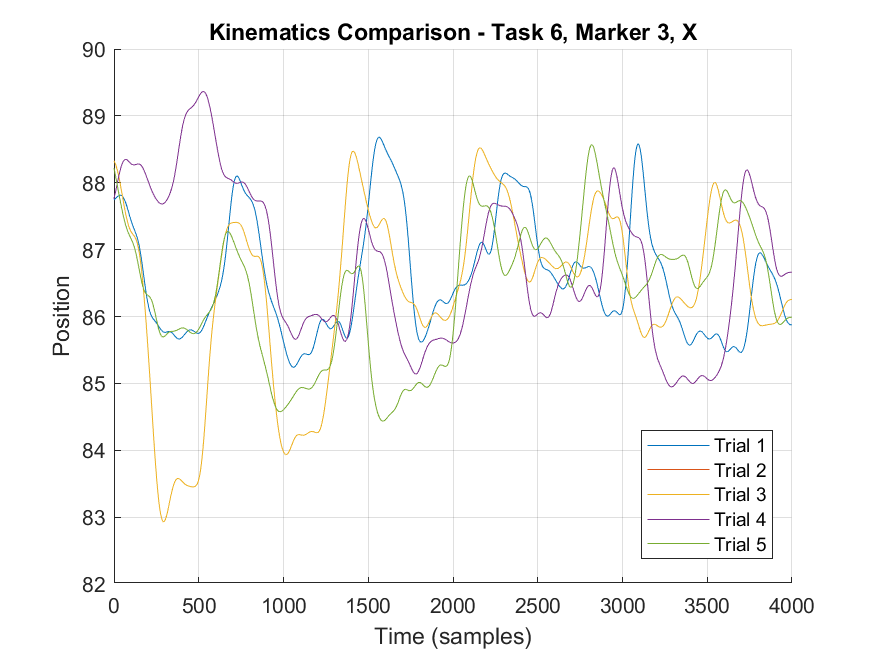 Kinematics Comparison - Task 6, Marker 3, X
90
89
88
87
86
85
84
83
82
Position
Trial 1
Trial 2
Trial 3
Trial 4
Trial 5
0 500 1000 1500 2000 2500 3000 3500 4000
Time (samples)